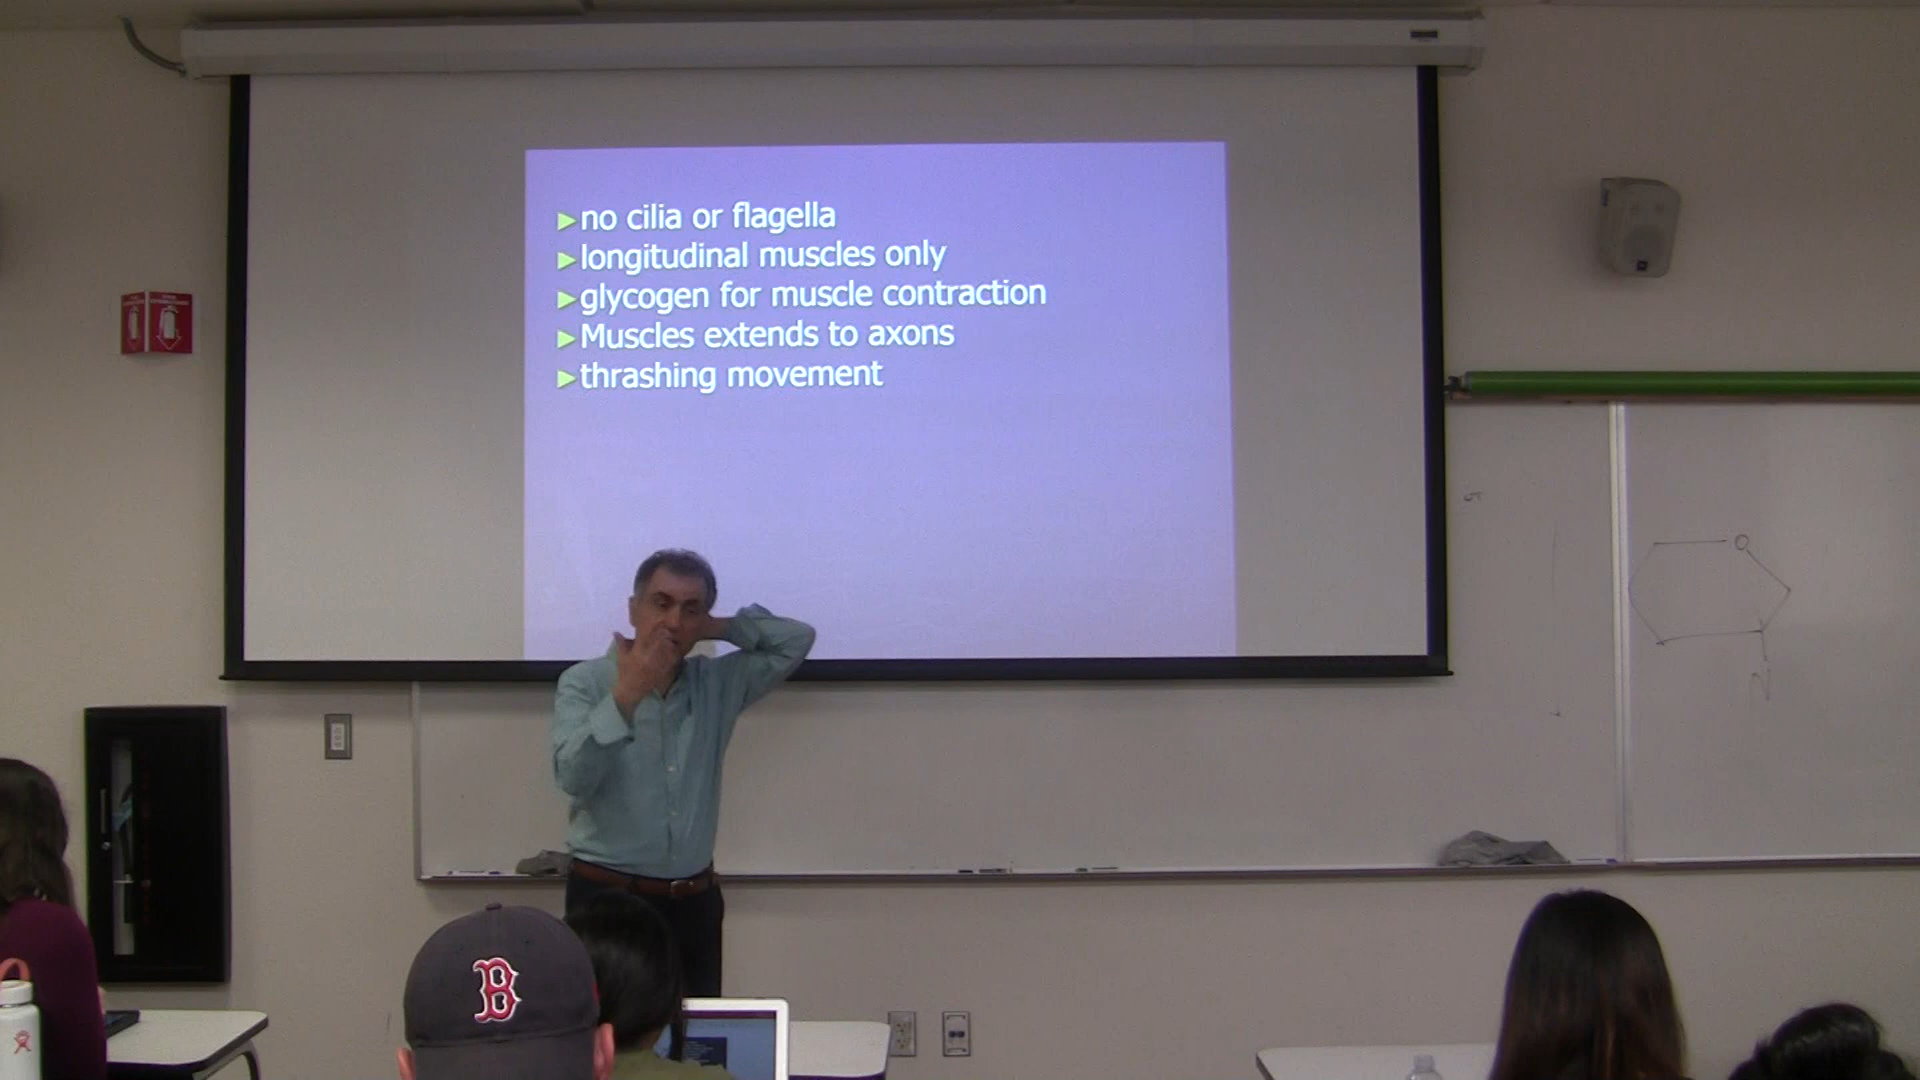 ►no cilia or flagella
►longitudinal muscles only
►glycogen for muscle contraction
►Muscles extends to axons
►thrashing movement
N
B